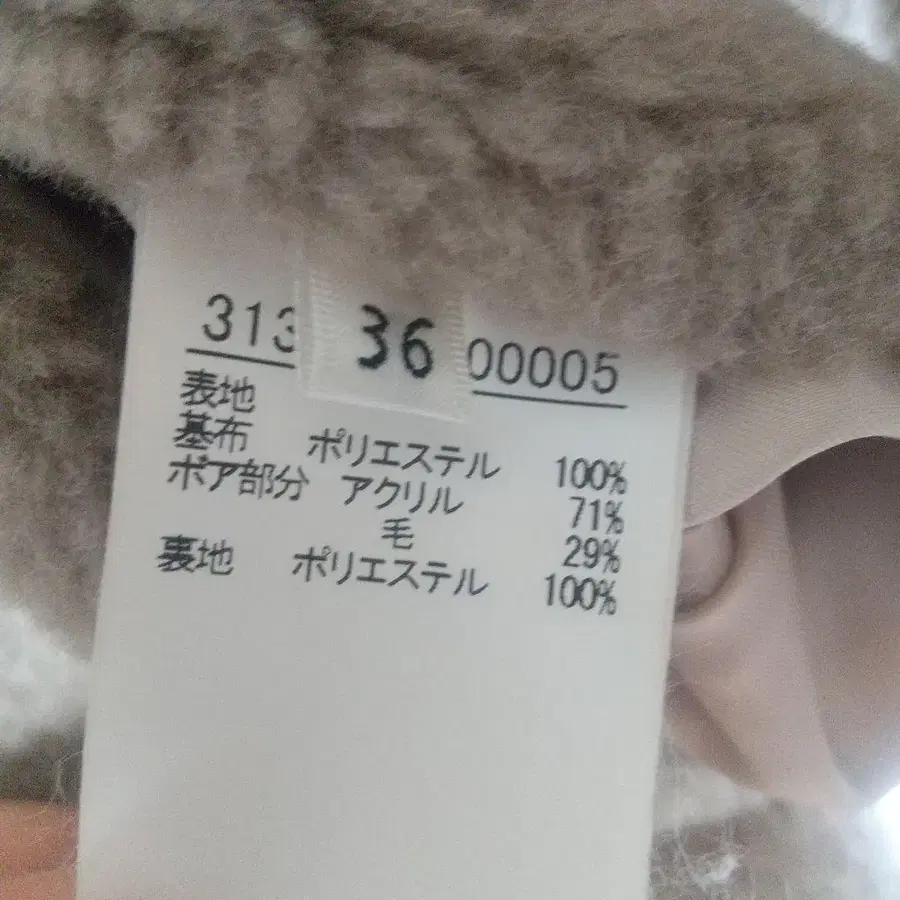 313
36
00005
表地
基布 ポリエステル 100%
ボア部分 アクリル 71%
毛 29%
裏地 ポリエステル 100%